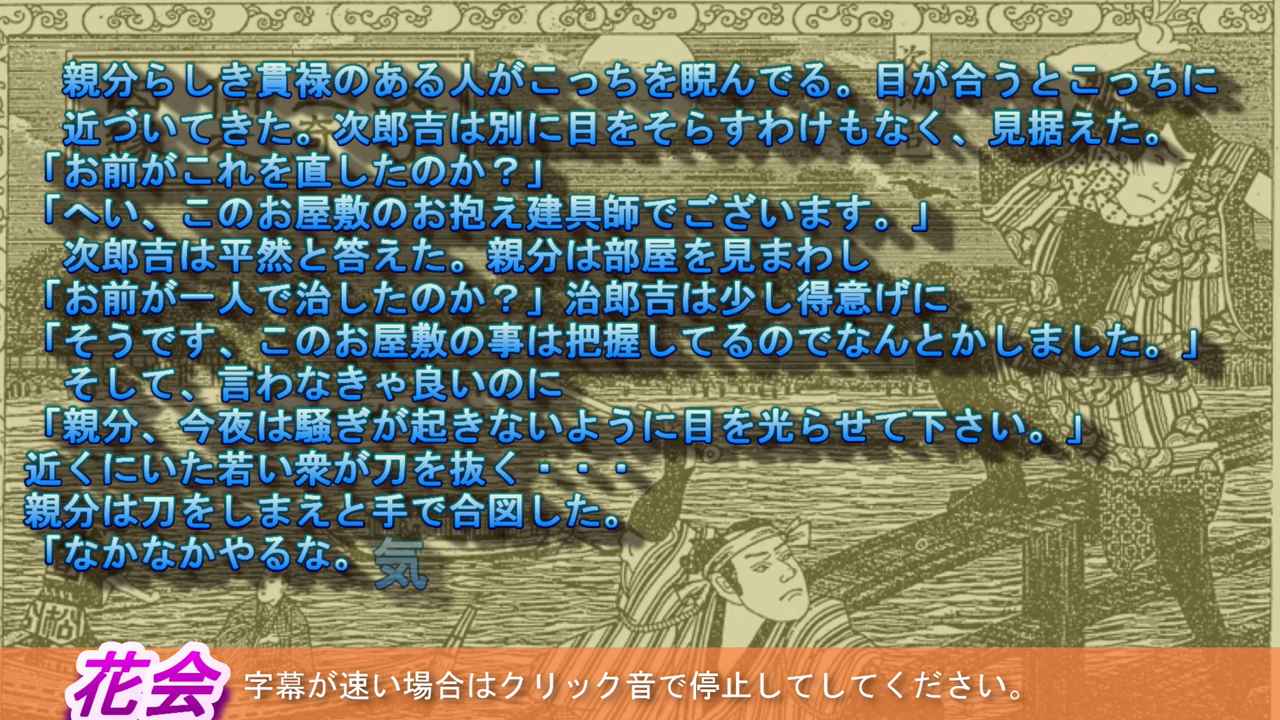 親分らしき貫禄のある人がこっちを睨んでる。目が合うとこっちに
近づいてきた。次郎吉は別に目をそらすわけもなく、見据えた。
「お前がこれを直したのか？」
「へい、このお屋敷のお抱え建具師でございます。」
次郎吉は平然と答えた。親分は部屋を見まわし
「お前が一人で治したのか？」治郎吉は少し得意げに
「そうです、このお屋敷の事は把握してるのでなんとかしました。」
そして、言わなきゃ良いのに
「親分、今夜は騒ぎが起きないように目を光らせて下さい。」
近くにいた若い衆が刀を抜く・・・
親分は刀をしまえと手で合図した。
「なかなかやるな。気
花会
字幕が速い場合はクリック音で停止してしてください。